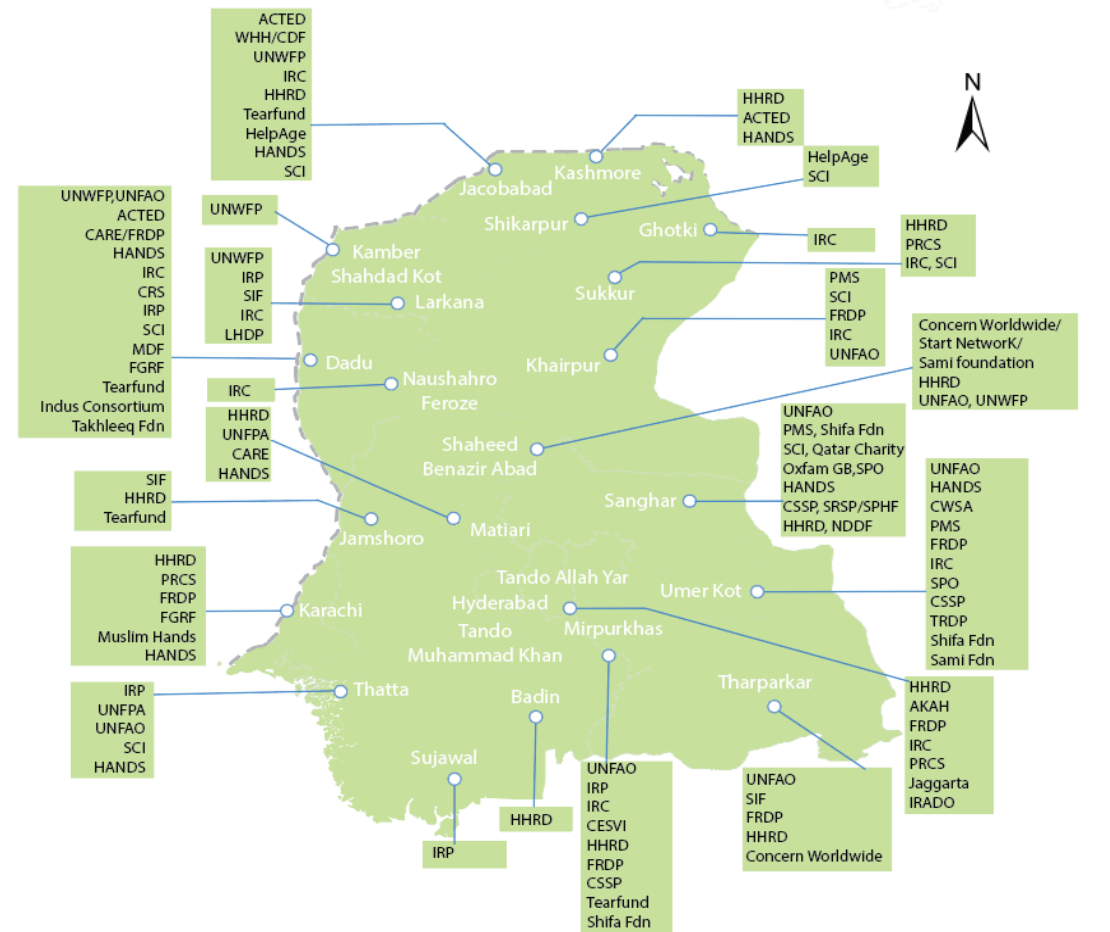 ACTED
WHH/CDF
UNWFP
IRC
HHRD
Tearfund
HelpAge
HANDS
SCI
N
HHRD
ACTED
HANDS
HelpAge
SCI
Jacobabad
Kashmore
Shikarpur
Ghotki
UNWFP,UNFAO
ACTED
CARE/FRDP
HANDS
IRC
CRS
IRP
SCI
MDF
FGRF
Tearfund
Indus Consortium
Takhleeq Fdn
UNWFP
Kamber
Shahdad Kot
UNWFP
IRP
SIF
IRC
LHDP
Larkana
Sukkur
IRC
HHRD
PRCS
IRC, SCI
PMS
SCI
FRDP
IRC
UNFAO
Khairpur
Concern Worldwide/
Start NetworK/
Sami foundation
HHRD
UNFAO, UNWFP
Dadu
IRC
Naushahro
Feroze
HHRD
UNFPA
CARE
HANDS
Shaheed
Benazir Abad
UNFAO
PMS, Shifa Fdn
SCI, Qatar Charity
Oxfam GB,SPO
HANDS
CSSP, SRSP/SPHF
HHRD, NDDF
Sanghar
UNFAO
HANDS
CWSA
PMS
FRDP
IRC
SPO
CSSP
TRDP
Shifa Fdn
Sami Fdn
SIF
HHRD
Tearfund
Jamshoro
Matiari
HHRD
PRCS
FRDP
FGRF
Muslim Hands
HANDS
Karachi
Tando Allah Yar
Hyderabad
Mirpurkhas
Tando
Muhammad Khan
Umer Kot
IRP
UNFPA
UNFAO
SCI
HANDS
Thatta
Badin
Tharparkar
Sujawal
HHRD
AKAH
FRDP
IRC
PRCS
Jaggarta
IRADO
IRP
HHRD
UNFAO
IRP
IRC
CESVI
HHRD
FRDP
CSSP
Tearfund
Shifa Fdn
UNFAO
SIF
FRDP
HHRD
Concern Worldwide